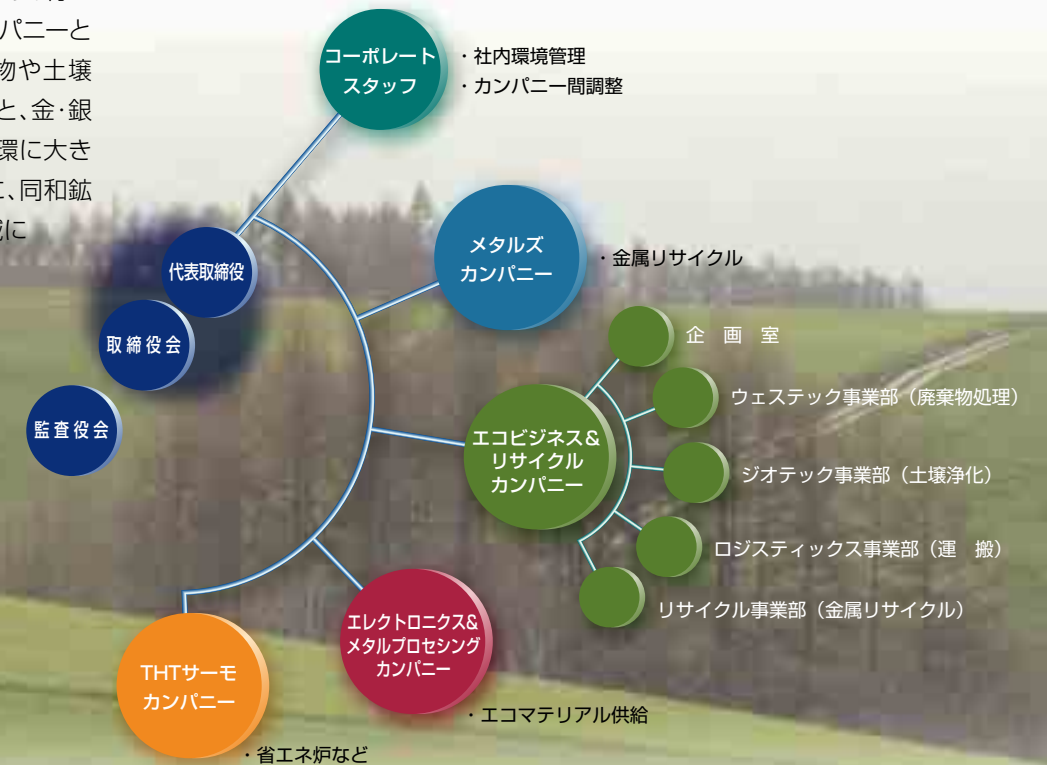 パニーと
物や土壌
と、金・銀
環に大き
に、同和鉱
域に
コーポレート
スタッフ
・社内環境管理
・カンパニー間調整
代表取締役
取締役会
監査役会
メタルズ
カンパニー
・金属リサイクル
エコビジネス＆
リサイクル
カンパニー
企　画　室
ウェステック事業部（廃棄物処理）
ジオテック事業部（土壌浄化）
ロジスティックス事業部（運　搬）
リサイクル事業部（金属リサイクル）
エレクトロニクス&
メタルプロセシング
カンパニー
・エコマテリアル供給
THTサーモ
カンパニー
・省エネ炉など